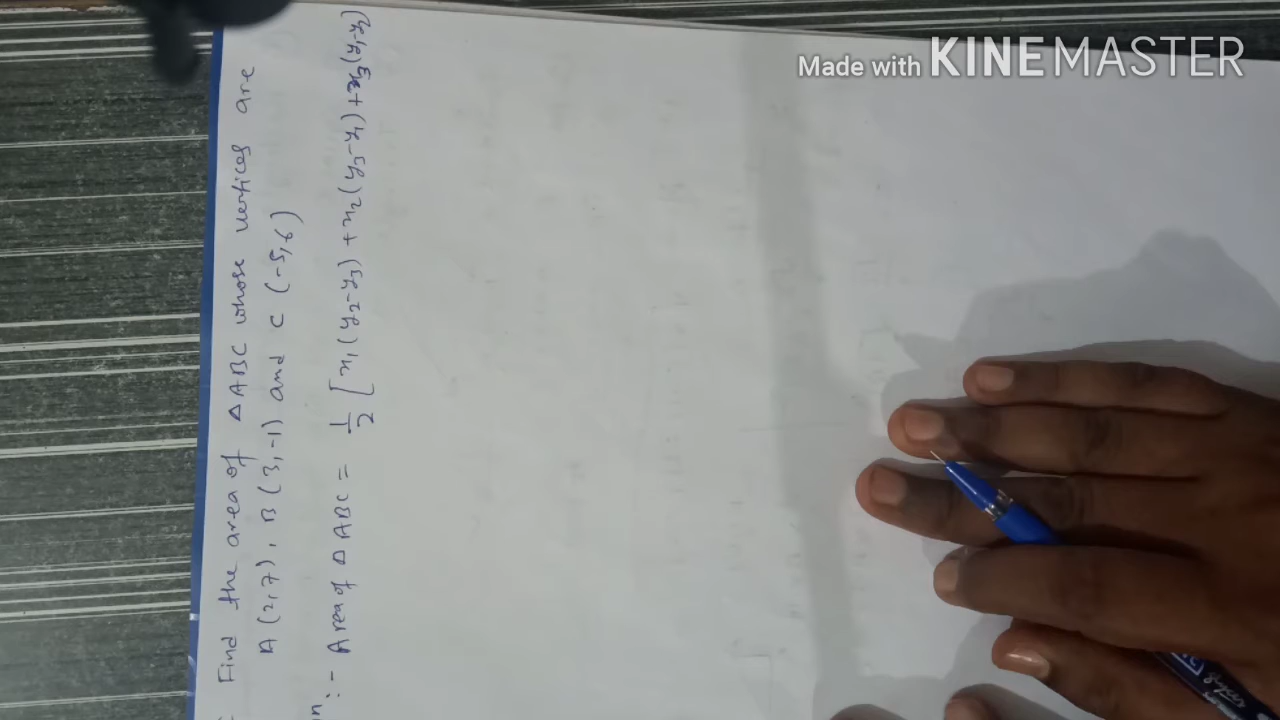 Find the area of △ABC whose vertices are
A(2,7), B(3,-1) and C(-5,6)
:- Area of △ABC = 1/2 [x₁(y₂-y₃)+x₂(y₃-y₁)+x₃(y₁-y₂)]
Made with KINEMASTER